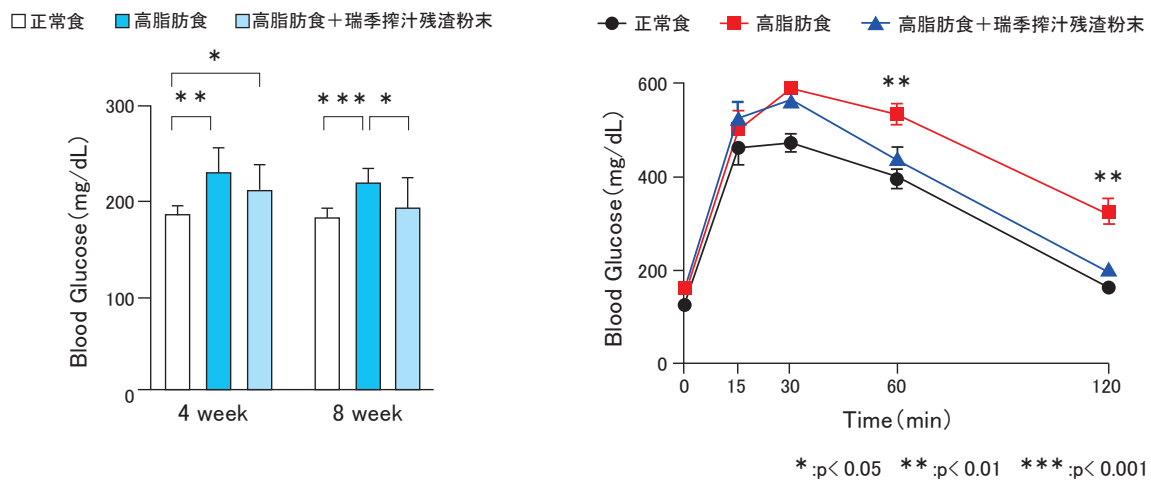 正常食 高脂肪食 高脂肪食＋瑞季搾汁残渣粉末
*
** *** *
300
200
100
0
Blood Glucose（mg/dL）
4 week 8 week
正常食 高脂肪食 高脂肪食＋瑞季搾汁残渣粉末
600
400
200
0
Blood Glucose（mg/dL）
**
**
0 15 30 60 120
Time（min）
*:p< 0.05 **:p< 0.01 ***:p< 0.001